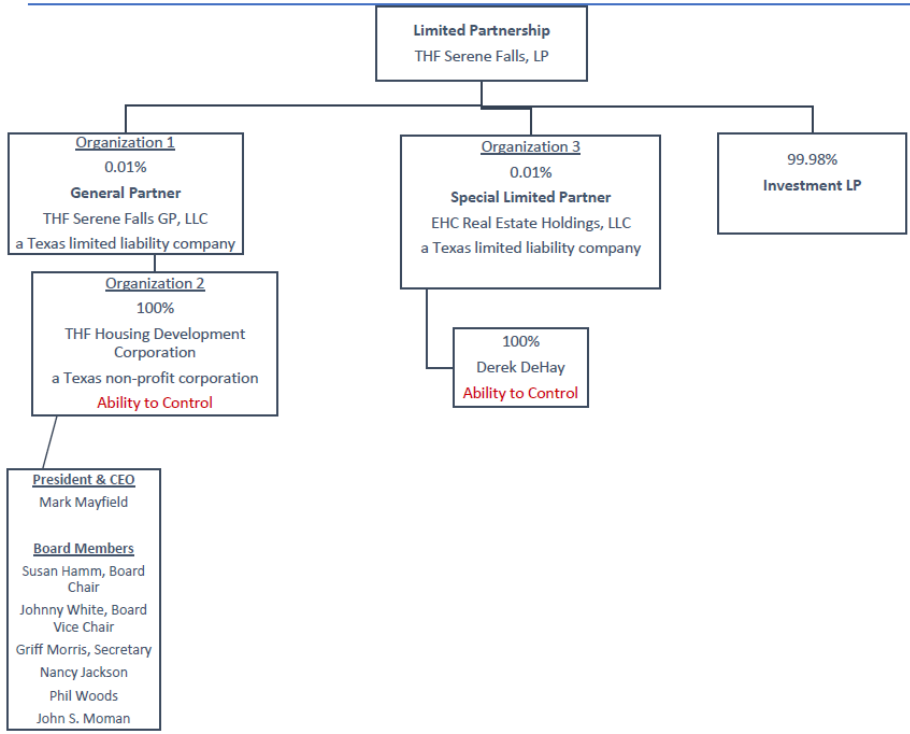 Limited Partnership
THF Serene Falls, LP
Organization 1
0.01%
General Partner
THF Serene Falls GP, LLC
a Texas limited liability company
Organization 3
0.01%
Special Limited Partner
EHC Real Estate Holdings, LLC
a Texas limited liability company
99.98%
Investment LP
Organization 2
100%
THF Housing Development
Corporation
a Texas non-profit corporation
Ability to Control
100%
Derek DeHay
Ability to Control
President & CEO
Mark Mayfield
Board Members
Susan Hamm, Board
Chair
Johnny White, Board
Vice Chair
Griff Morris, Secretary
Nancy Jackson
Phil Woods
John S. Moman